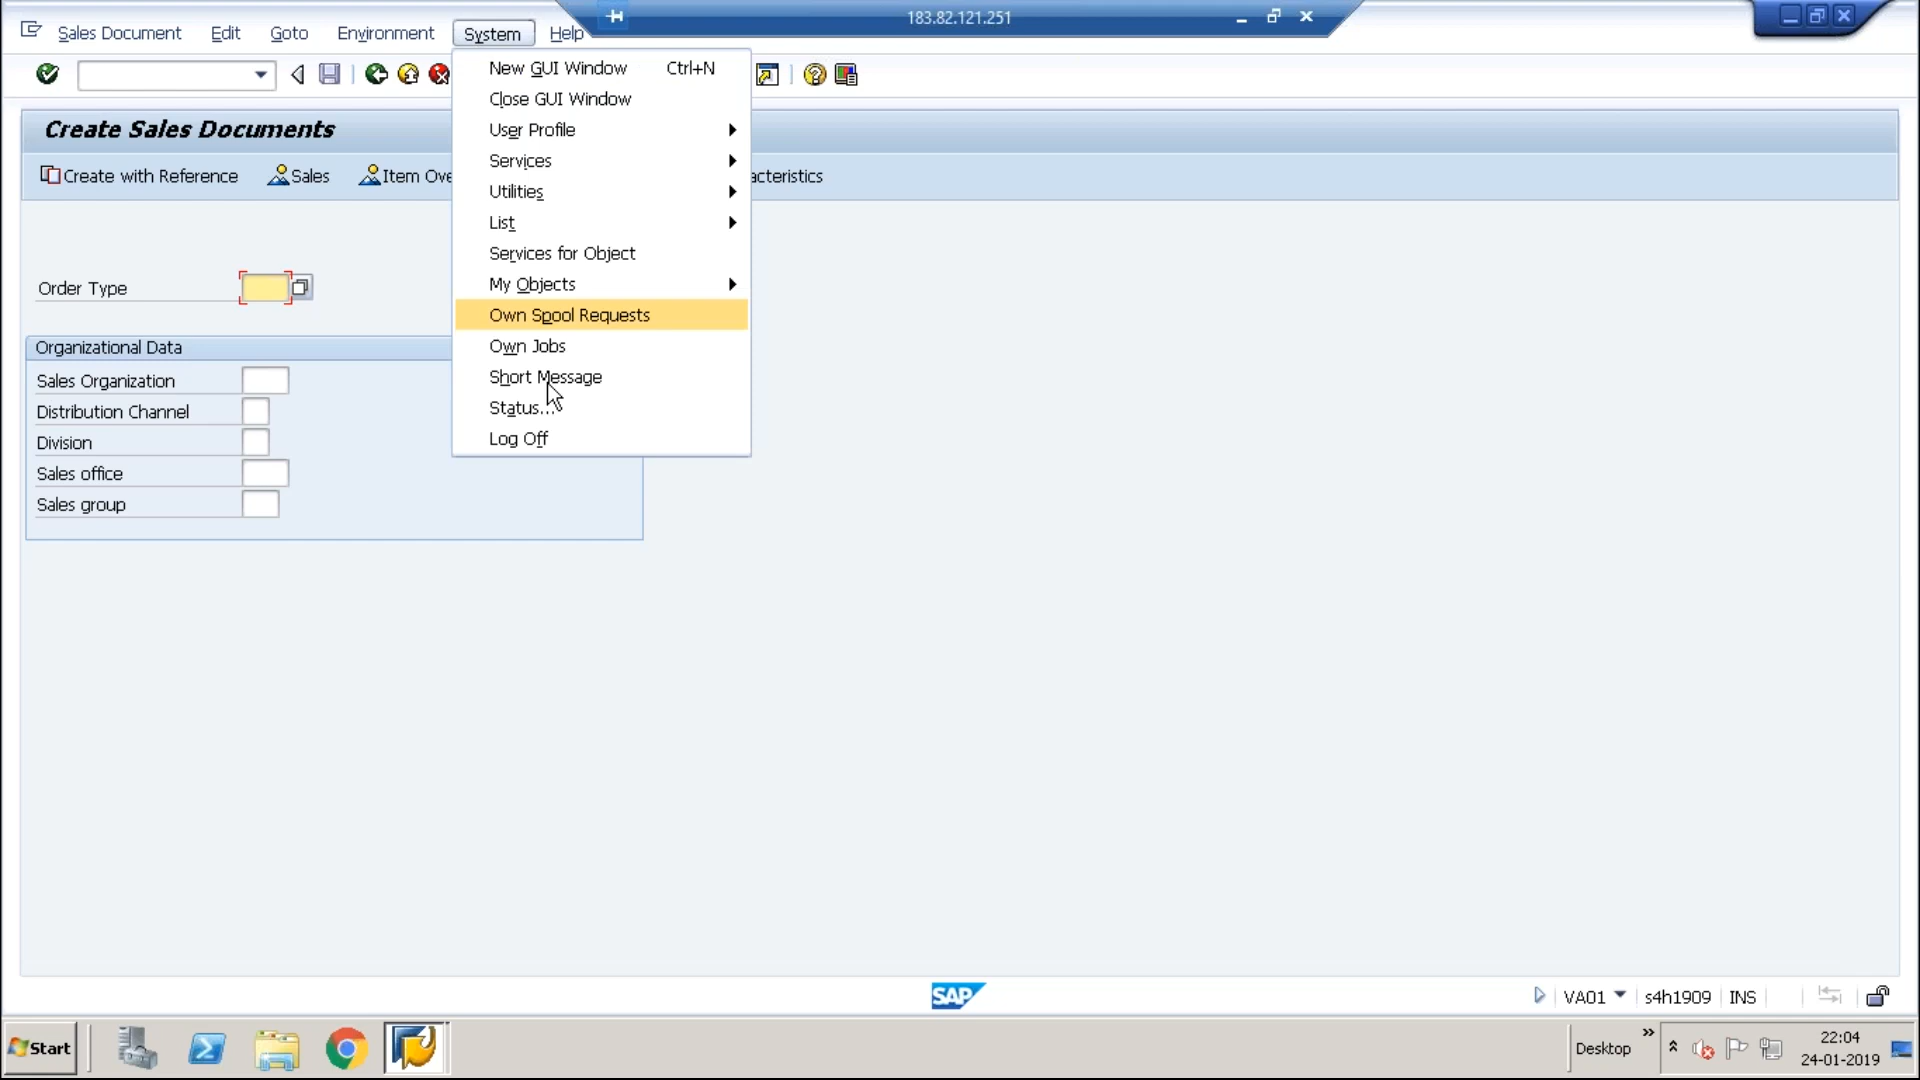 183.82.121.251
Sales Document Edit Goto Environment System Help
New GUI Window Ctrl+N
Close GUI Window
User Profile
Services
Utilities
List
Services for Object
My Objects
Own Spool Requests
Own Jobs
Short Message
Status...
Log Off
Create Sales Documents
Create with Reference Sales Item Ove acteristics
Order Type
Organizational Data
Sales Organization
Distribution Channel
Division
Sales office
Sales group
SAP
VA01 s4h1909 INS
Start
Desktop
22:04
24-01-2019